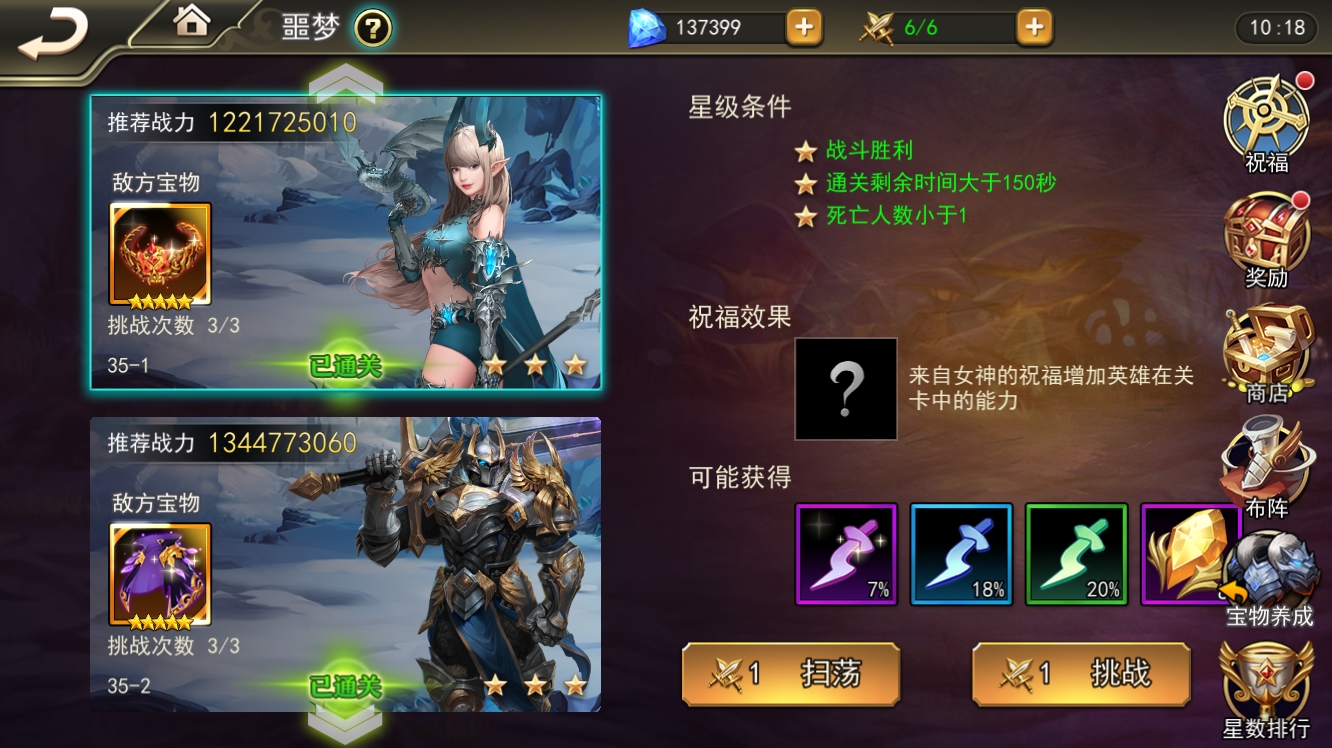 噩梦 ?
137399
6/6
10:18
推荐战力 1221725010
敌方宝物
挑战次数 3/3
35-1
已通关
推荐战力 1344773060
敌方宝物
挑战次数 3/3
35-2
已通关
星级条件
战斗胜利
通关剩余时间大于150秒
死亡人数小于1
祝福效果
?
来自女神的祝福增加英雄在关
卡中的能力
可能获得
7%
18%
20%
1 扫荡
1 挑战
祝福
奖励
商店
布阵
宝物养成
星数排行